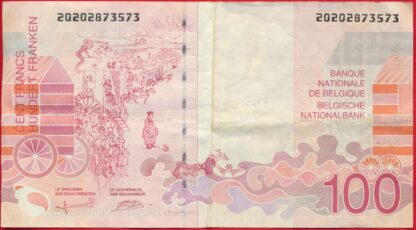 20202873573
20202873573
CENT FRANCS
HUNDERT FRANKEN
BANQUE
NATIONALE
DE BELGIQUE
BELGISCHE
NATIONALBANK
LE TRESORIER,
DER SCHATZMEISTER,
LE GOUVERNEUR,
DER GOUVERNEUR,
100